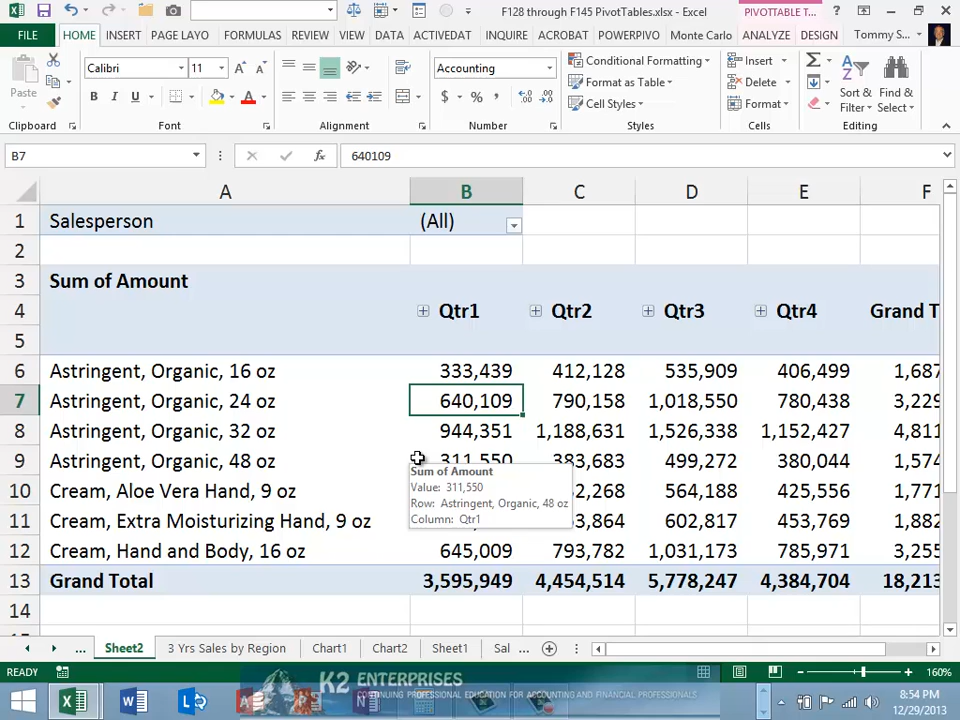 F128 through F145 PivotTables.xlsx - Excel
PIVOTTABLE T...
FILE HOME INSERT PAGE LAYO FORMULAS REVIEW VIEW DATA ACTIVEDAT INQUIRE ACROBAT POWERPIVO Monte Carlo ANALYZE DESIGN Tommy S...
Paste
Calibri 11
B I U A
Accounting
$ % ,
Conditional Formatting
Format as Table
Cell Styles
Insert
Delete
Format
Sort & Filter
Find & Select
Clipboard Font Alignment Number Styles Cells Editing
B7 fx 640109
A B C D E F
1 Salesperson (All)
2
3 Sum of Amount
4 Qtr1 Qtr2 Qtr3 Qtr4 Grand T
5
6 Astringent, Organic, 16 oz 333,439 412,128 535,909 406,499 1,687
7 Astringent, Organic, 24 oz 640,109 790,158 1,018,550 780,438 3,229
8 Astringent, Organic, 32 oz 944,351 1,188,631 1,526,338 1,152,427 4,811
9 Astringent, Organic, 48 oz 311,550 383,683 499,272 380,044 1,574
10 Cream, Aloe Vera Hand, 9 oz 2,268 564,188 425,556 1,771
11 Cream, Extra Moisturizing Hand, 9 oz 3,864 602,817 453,769 1,882
12 Cream, Hand and Body, 16 oz 645,009 793,782 1,031,173 785,971 3,255
13 Grand Total 3,595,949 4,454,514 5,778,247 4,384,704 18,213
14
Sum of Amount
Value: 311,550
Row: Astringent, Organic, 48 oz
Column: Qtr1
... Sheet2 3 Yrs Sales by Region Chart1 Chart2 Sheet1 Sal ...
READY 160%
K2 ENTERPRISES
CONTINUING PROFESSIONAL EDUCATION FOR ACCOUNTING AND FINANCIAL PROFESSIONALS
8:54 PM
12/29/2013